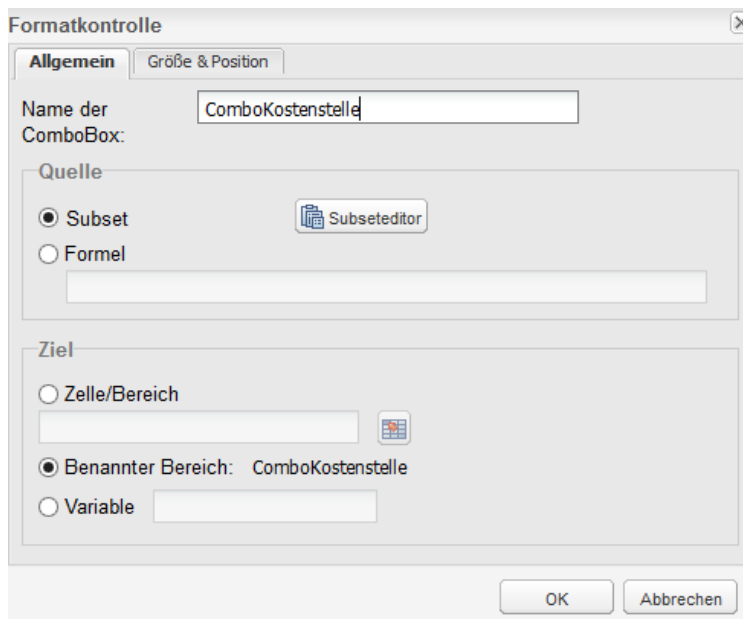 Formatkontrolle
Allgemein
Größe & Position
Name der
ComboBox:
ComboKostenstelle
Quelle
Subset
Subseteditor
Formel
Ziel
Zelle/Bereich
Benannter Bereich: ComboKostenstelle
Variable
OK
Abbrechen